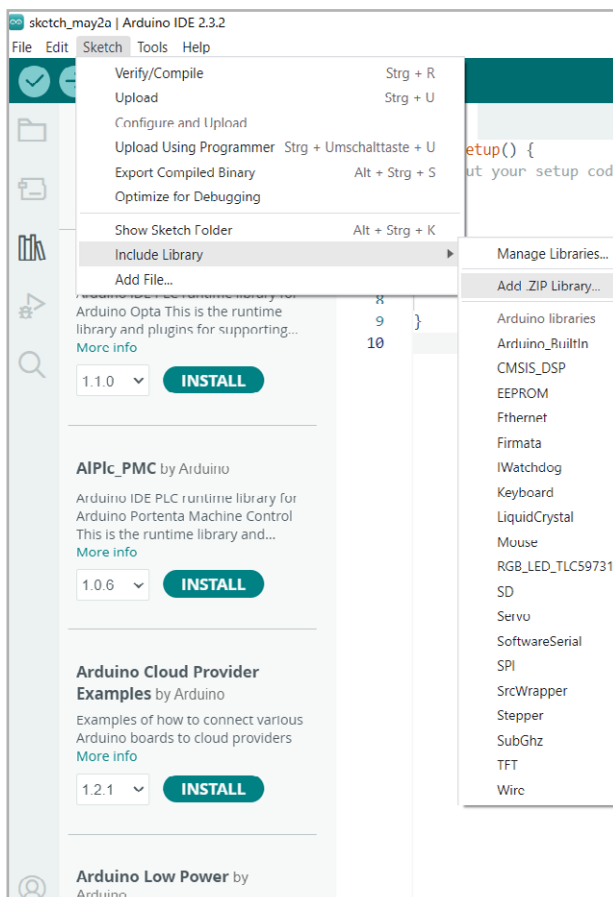 sketch_may2a | Arduino IDE 2.3.2
File Edit Sketch Tools Help
Verify/Compile Strg + R
Upload Strg + U
Configure and Upload
Upload Using Programmer Strg + Umschalttaste + U
Export Compiled Binary Alt + Strg + S
Optimize for Debugging
Show Sketch Folder Alt + Strg + K
Include Library
Add File...
etup() {
ut your setup cod
Manage Libraries...
Add .ZIP Library...
Arduino libraries
Arduino_BuiltIn
CMSIS_DSP
EEPROM
Ethernet
Firmata
IWatchdog
Keyboard
LiquidCrystal
Mouse
RGB_LED_TLC59731
SD
Servo
SoftwareSerial
SPI
SrcWrapper
Stepper
SubGhz
TFT
Wire
8
9 }
10
Arduino IDE PLC runtime library for
Arduino Opta This is the runtime
library and plugins for supporting...
More info
1.1.0 INSTALL
AlPlc_PMC by Arduino
Arduino IDE PLC runtime library for
Arduino Portenta Machine Control
This is the runtime library and...
More info
1.0.6 INSTALL
Arduino Cloud Provider
Examples by Arduino
Examples of how to connect various
Arduino boards to cloud providers
More info
1.2.1 INSTALL
Arduino Low Power by
Arduino